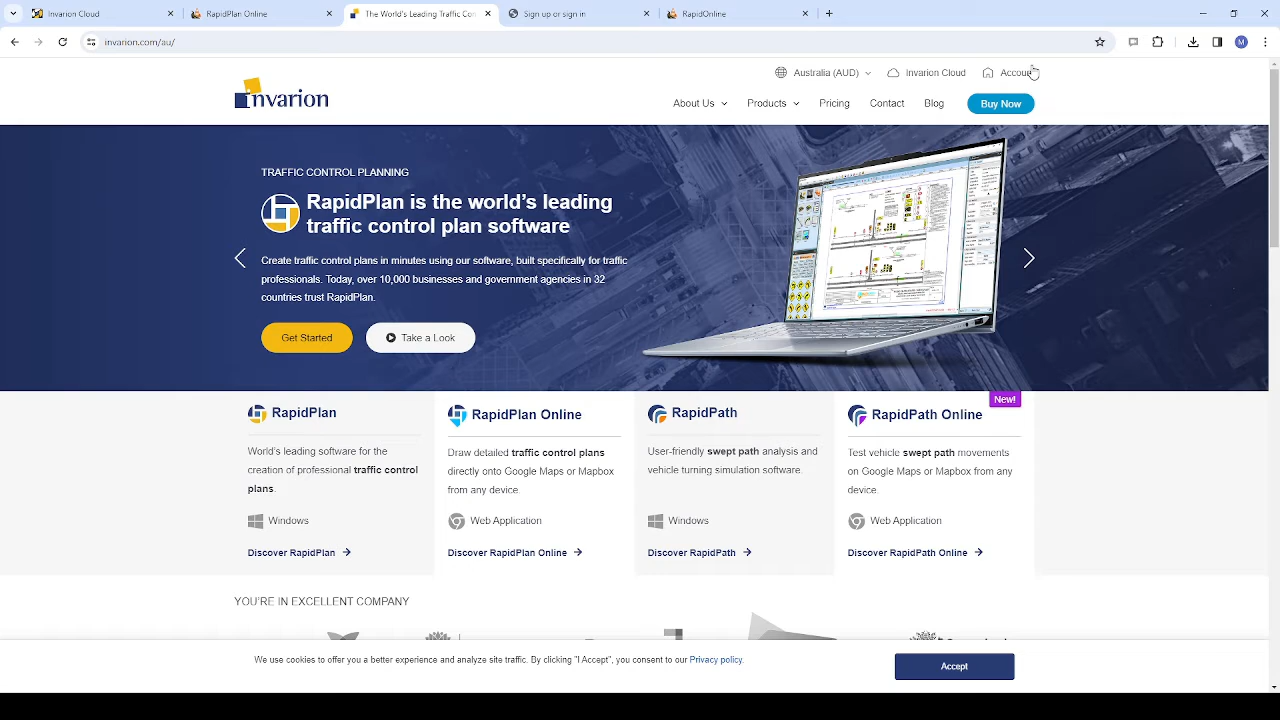 Invarion Cloud
RapidPlan Online
The World's Leading Traffic Con
Sign up or sign in
RapidOnline
invarion.com/au/
M
Australia (AUD)
Invarion Cloud
Account
invarion
About Us
Products
Pricing
Contact
Blog
Buy Now
TRAFFIC CONTROL PLANNING
RapidPlan is the world's leading
traffic control plan software
Create traffic control plans in minutes using our software, built specifically for traffic
professionals. Today, over 10,000 businesses and government agencies in 32
countries trust RapidPlan.
Get Started
Take a Look
New!
RapidPlan
World's leading software for the
creation of professional traffic control
plans.
Windows
Discover RapidPlan
RapidPlan Online
Draw detailed traffic control plans
directly onto Google Maps or Mapbox
from any device.
Web Application
Discover RapidPlan Online
RapidPath
User-friendly swept path analysis and
vehicle turning simulation software.
Windows
Discover RapidPath
RapidPath Online
Test vehicle swept path movements
on Google Maps or Mapbox from any
device.
Web Application
Discover RapidPath Online
YOU'RE IN EXCELLENT COMPANY
We use cookies to offer you a better experience and analyze site traffic. By clicking "I Accept", you consent to our Privacy policy.
Accept